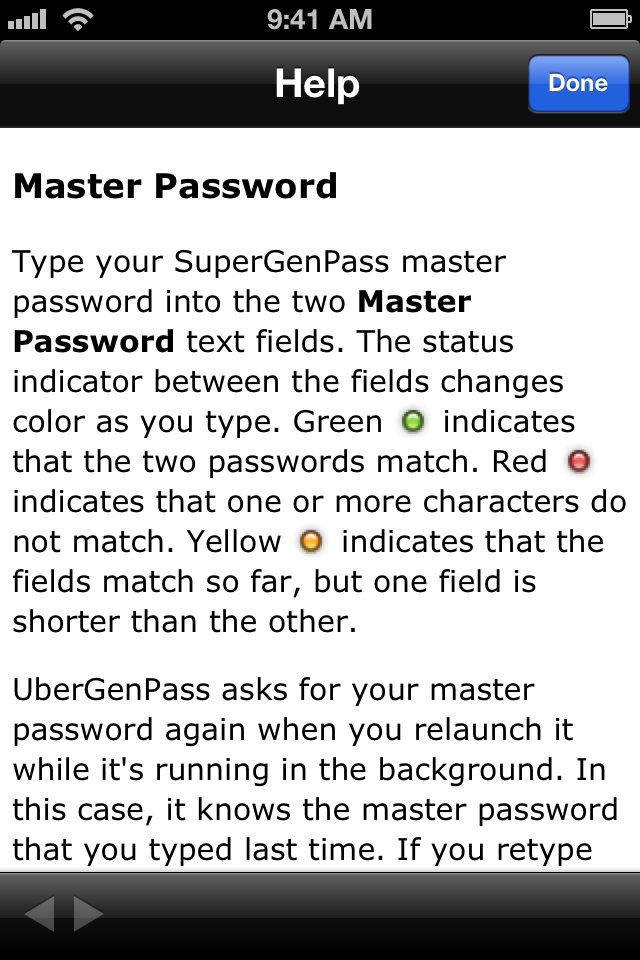 9:41 AM
Help
Done
Master Password
Type your SuperGenPass master
password into the two Master
Password text fields. The status
indicator between the fields changes
color as you type. Green indicates
that the two passwords match. Red
indicates that one or more characters do
not match. Yellow indicates that the
fields match so far, but one field is
shorter than the other.
UberGenPass asks for your master
password again when you relaunch it
while it's running in the background. In
this case, it knows the master password
that you typed last time. If you retype